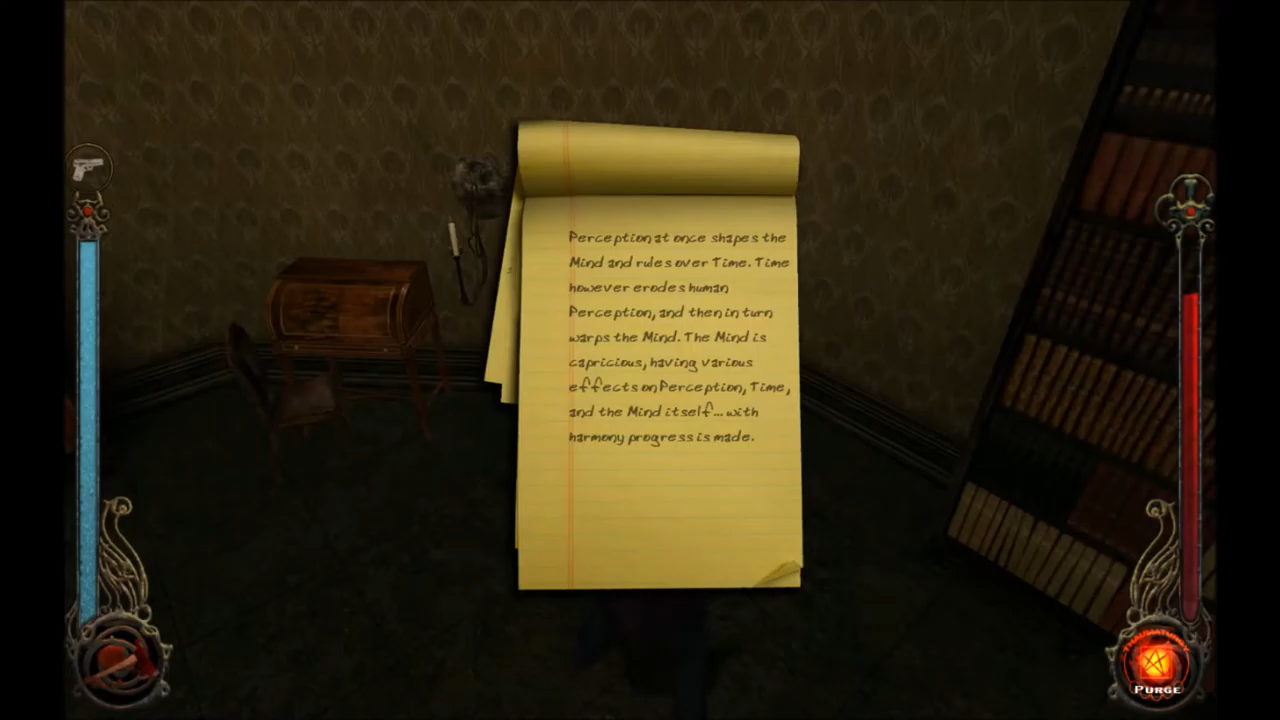 Perception at once shapes the
Mind and rules over Time. Time
however erodes human
Perception, and then in turn
warps the Mind. The Mind is
capricious, having various
effects on Perception, Time,
and the Mind itself... with
harmony progress is made.
THAUMATURGY
PURGE